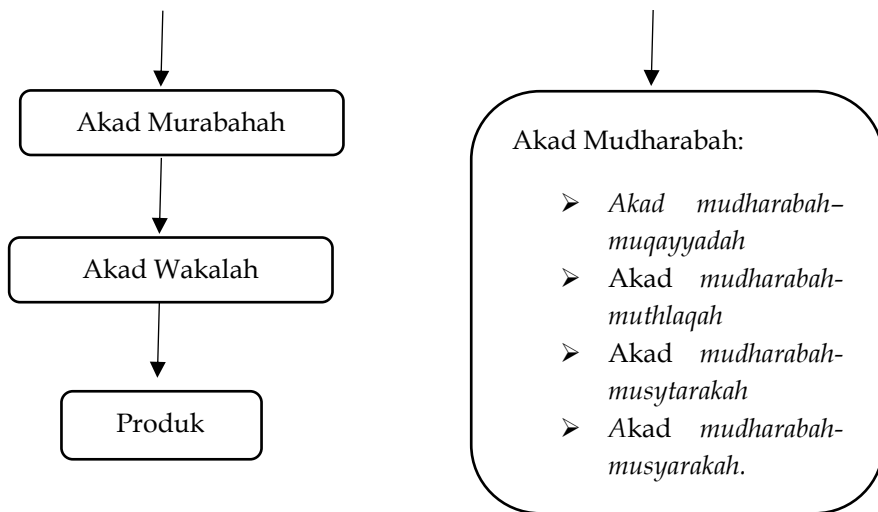 Akad Murabahah
Akad Wakalah
Produk
Akad Mudharabah:
➢ Akad mudharabah–
muqayyadah
➢ Akad mudharabah-
muthlaqah
➢ Akad mudharabah-
musytarakah
➢ Akad mudharabah-
musyarakah.